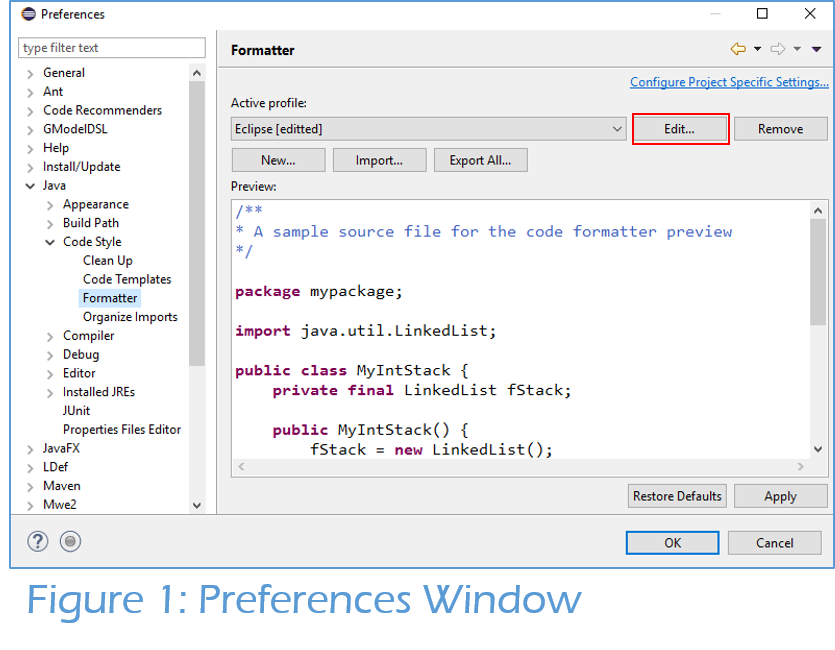 Preferences
type filter text
General
Ant
Code Recommenders
GModelDSL
Help
Install/Update
Java
Appearance
Build Path
Code Style
Clean Up
Code Templates
Formatter
Organize Imports
Compiler
Debug
Editor
Installed JREs
JUnit
Properties Files Editor
JavaFX
LDef
Maven
Mwe2
Formatter
Configure Project Specific Settings...
Active profile:
Eclipse [editted]
Edit...
Remove
New...
Import...
Export All...
Preview:
/**
* A sample source file for the code formatter preview
*/
package mypackage;
import java.util.LinkedList;
public class MyIntStack {
private final LinkedList fStack;
public MyIntStack() {
fStack = new LinkedList();
Restore Defaults
Apply
?
OK
Cancel
Figure 1: Preferences Window